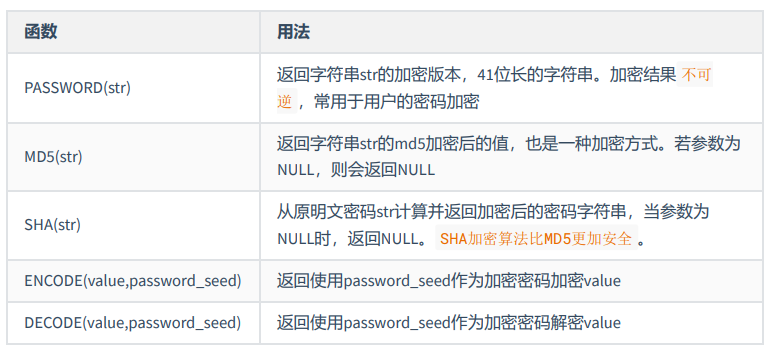 函数 用法
PASSWORD(str) 返回字符串str的加密版本，41位长的字符串。加密结果 不可
逆 ，常用于用户的密码加密
MD5(str) 返回字符串str的md5加密后的值，也是一种加密方式。若参数为
NULL，则会返回NULL
SHA(str) 从原明文密码str计算并返回加密后的密码字符串，当参数为
NULL时，返回NULL。 SHA加密算法比MD5更加安全 。
ENCODE(value,password_seed) 返回使用password_seed作为加密密码加密value
DECODE(value,password_seed) 返回使用password_seed作为加密密码解密value